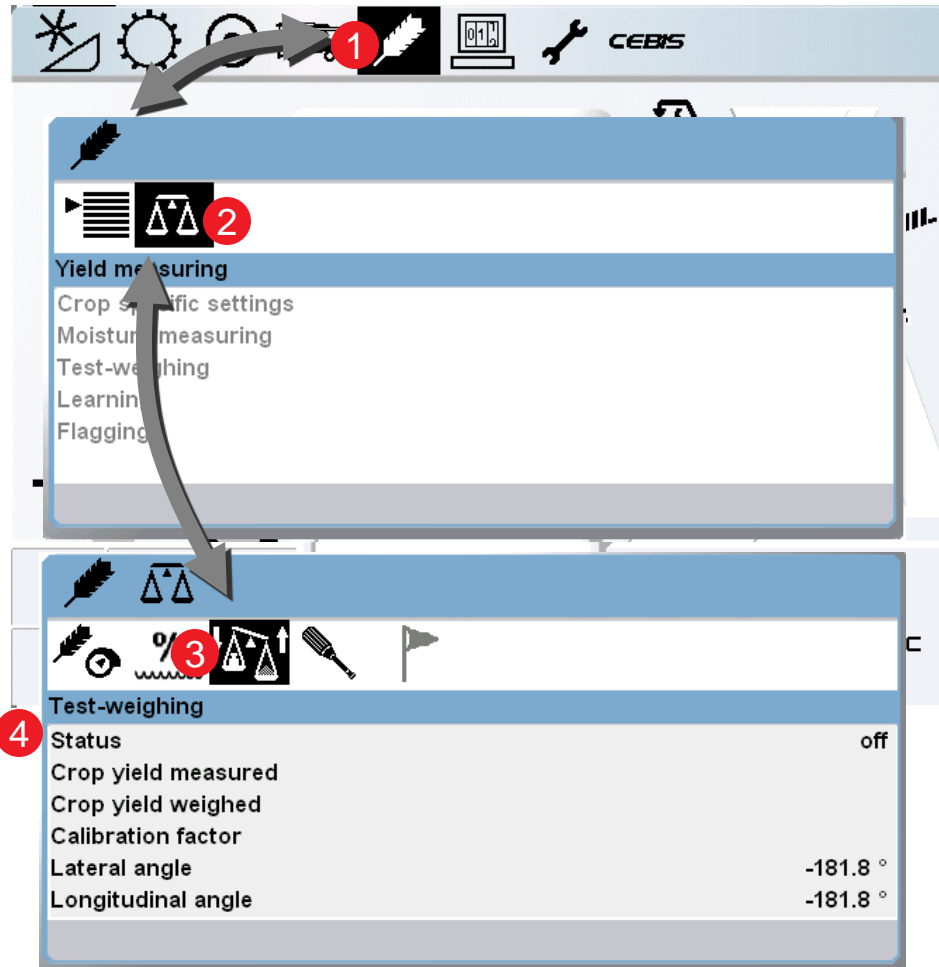 1
011
CEBIS
2
Yield measuring
Crop specific settings
Moisture measuring
Test-weighing
Learning
Flagging
%
3
Test-weighing
4
Status off
Crop yield measured
Crop yield weighed
Calibration factor
Lateral angle -181.8 °
Longitudinal angle -181.8 °